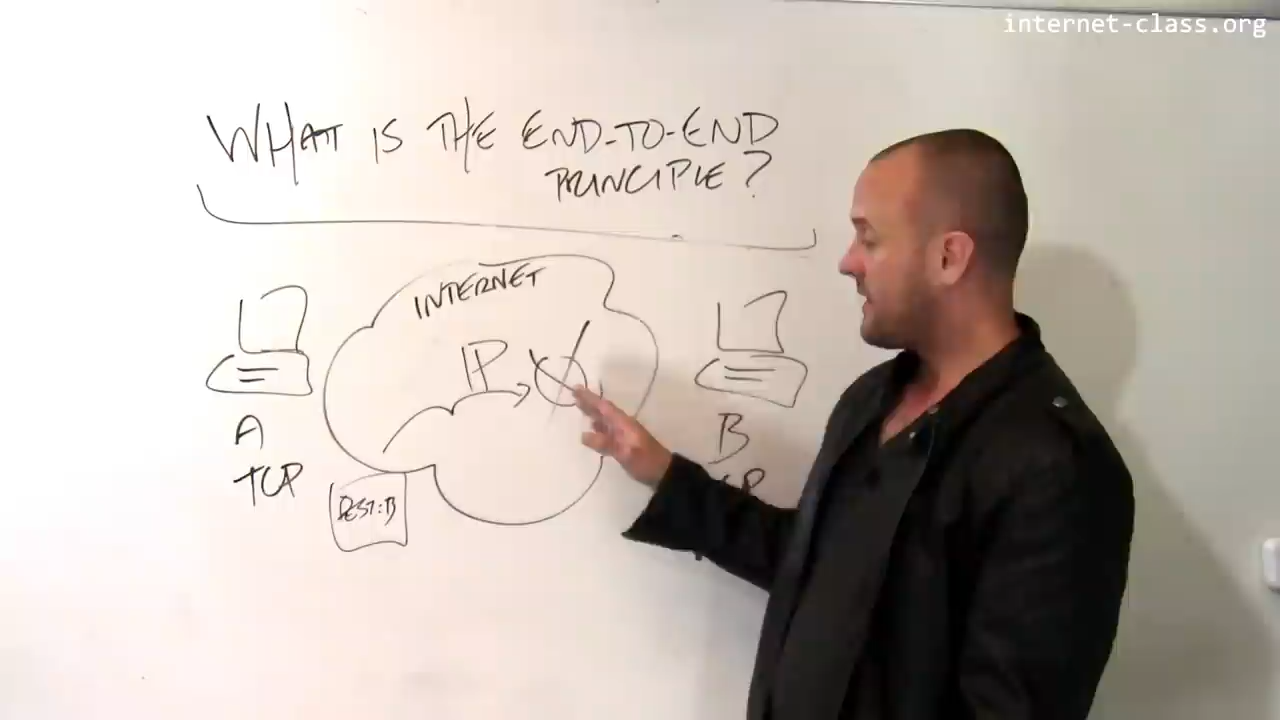 internet-class.org
WHAT IS THE END-TO-END
PRINCIPLE?
INTERNET
IP
A
TCP
B
DEST:B